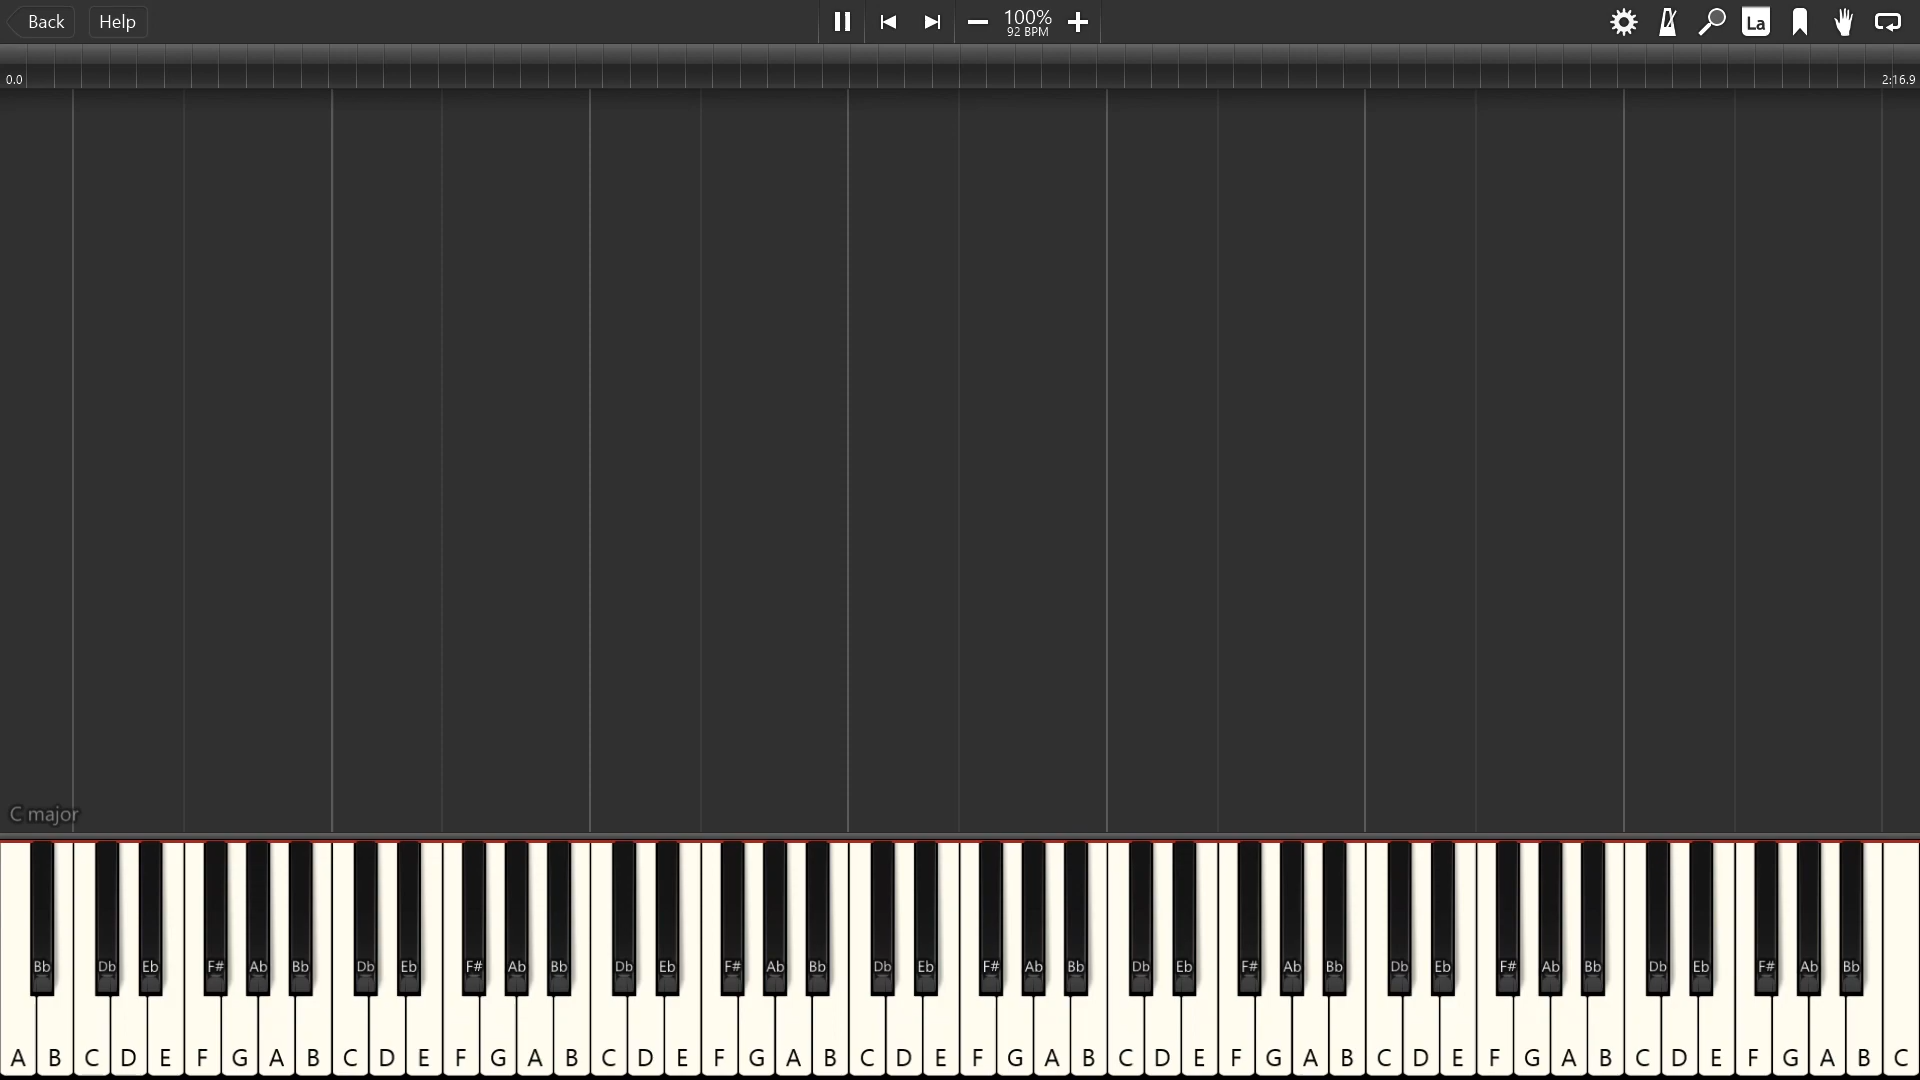 Back Help 100% La
92 BPM
0.0 2:16.9
C major
Bb Db Eb F# Ab Bb Db Eb F# Ab Bb Db Eb F# Ab Bb Db Eb F# Ab Bb Db Eb F# Ab Bb Db Eb F# Ab Bb Db Eb F# Ab Bb
A B C D E F G A B C D E F G A B C D E F G A B C D E F G A B C D E F G A B C D E F G A B C D E F G A B C